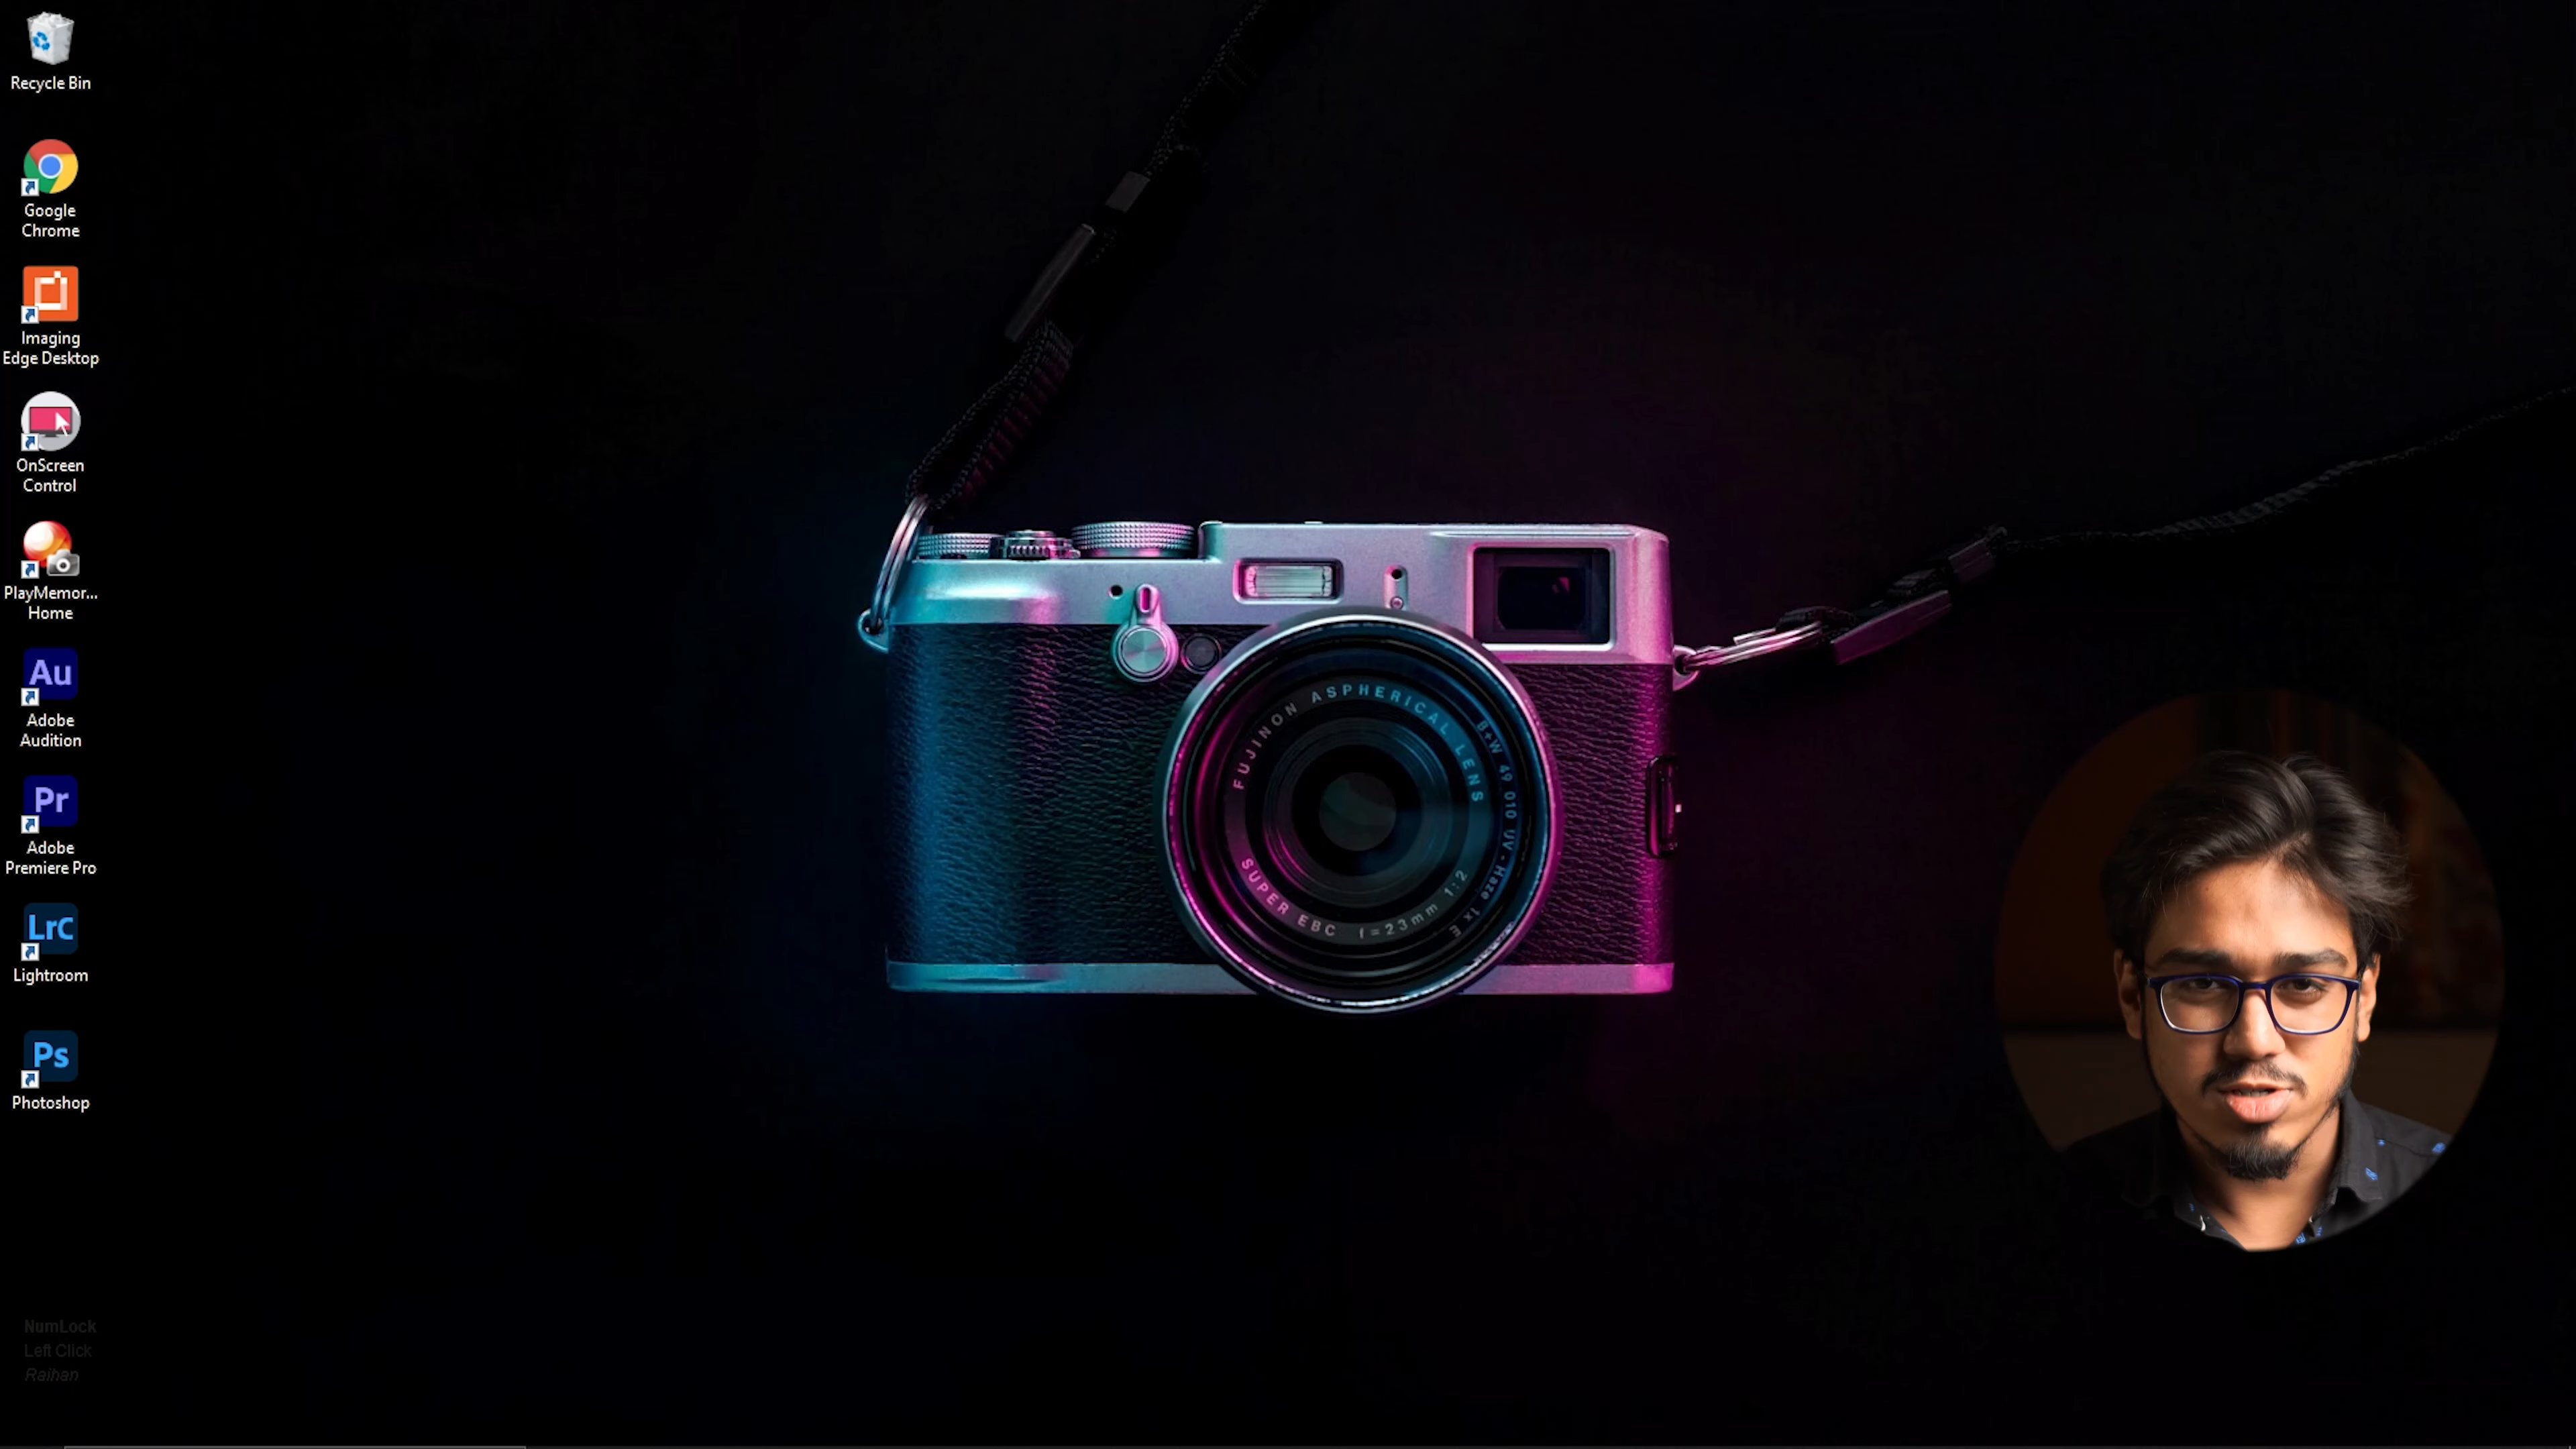 Recycle Bin
Google
Chrome
Imaging
Edge Desktop
OnScreen
Control
PlayMemor...
Home
Au
Adobe
Audition
Pr
Adobe
Premiere Pro
LrC
Lightroom
Ps
Photoshop
FUJINON ASPHERICAL LENS
SUPER EBC f=23mm 1:2
B+W 49 010 UV-Haze 1x E
NumLock
Left Click
Raihan